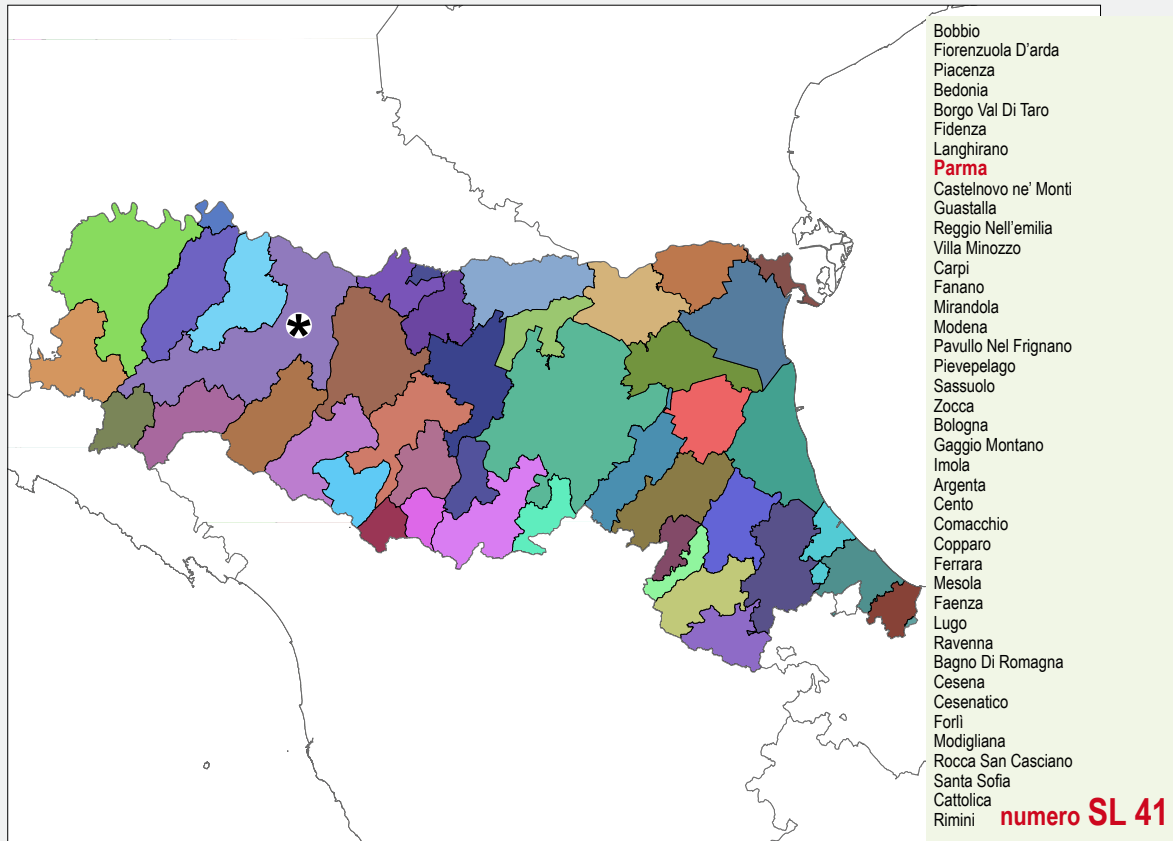 Bobbio
Fiorenzuola D'arda
Piacenza
Bedonia
Borgo Val Di Taro
Fidenza
Langhirano
Parma
Castelnovo ne' Monti
Guastalla
Reggio Nell'emilia
Villa Minozzo
Carpi
Fanano
Mirandola
Modena
Pavullo Nel Frignano
Pievepelago
Sassuolo
Zocca
Bologna
Gaggio Montano
Imola
Argenta
Cento
Comacchio
Copparo
Ferrara
Mesola
Faenza
Lugo
Ravenna
Bagno Di Romagna
Cesena
Cesenatico
Forlì
Modigliana
Rocca San Casciano
Santa Sofia
Cattolica
Rimini
numero SL 41